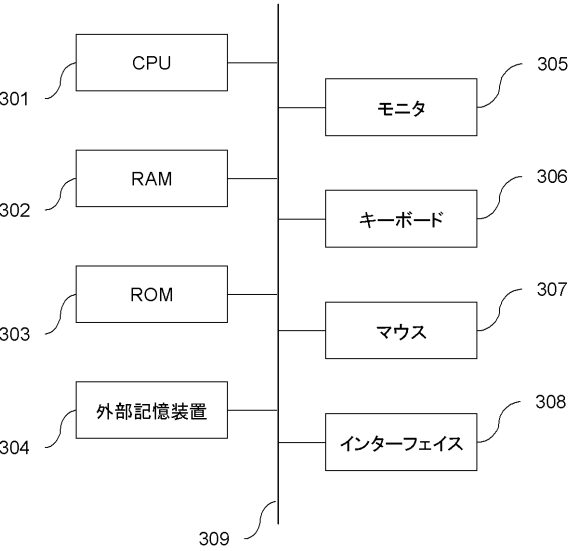 CPU
301
305
モニタ
RAM
302
306
キーボード
ROM
303
307
マウス
外部記憶装置
304
308
インターフェイス
309